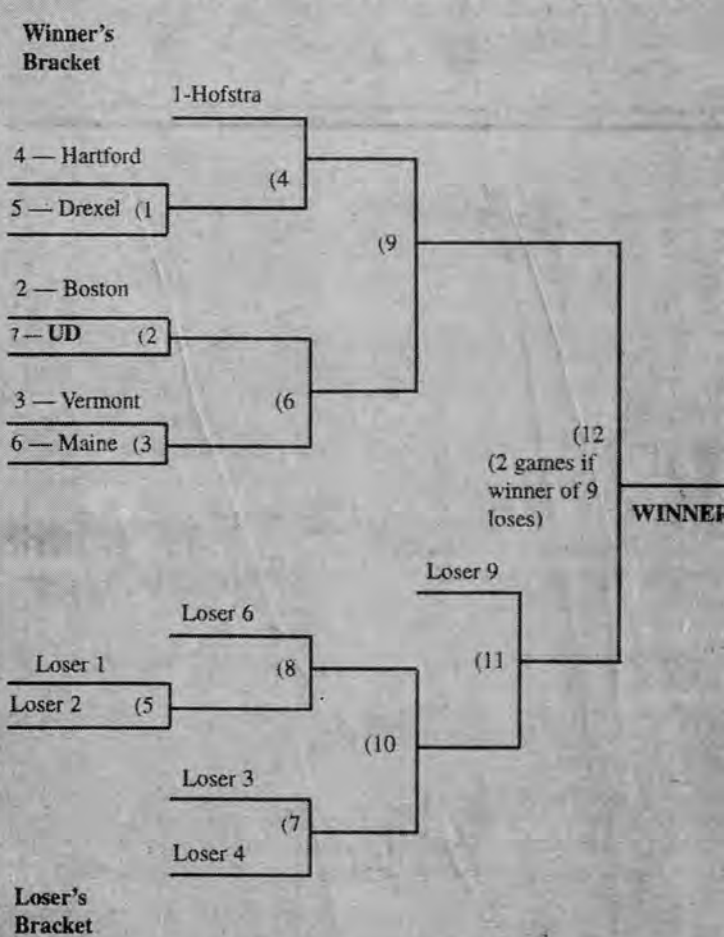 Winner's
Bracket
1-Hofstra
4 — Hartford
(4
5 — Drexel (1
(9
2 — Boston
7 — UD (2
(6
3 — Vermont
6 — Maine (3
(12
(2 games if
winner of 9
loses)
WINNER
Loser 9
Loser 6
Loser 1
(8
(11
Loser 2 (5
(10
Loser 3
(7
Loser 4
Loser's
Bracket